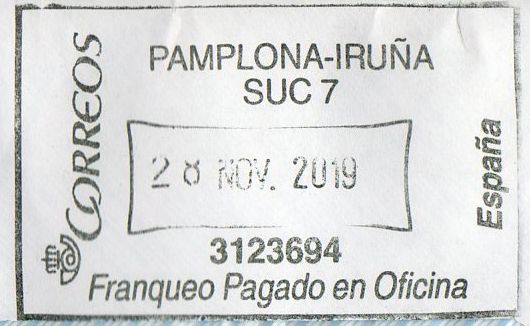 CORREOS
PAMPLONA-IRUÑA
SUC 7
28 NOV. 2019
3123694
Franqueo Pagado en Oficina
España